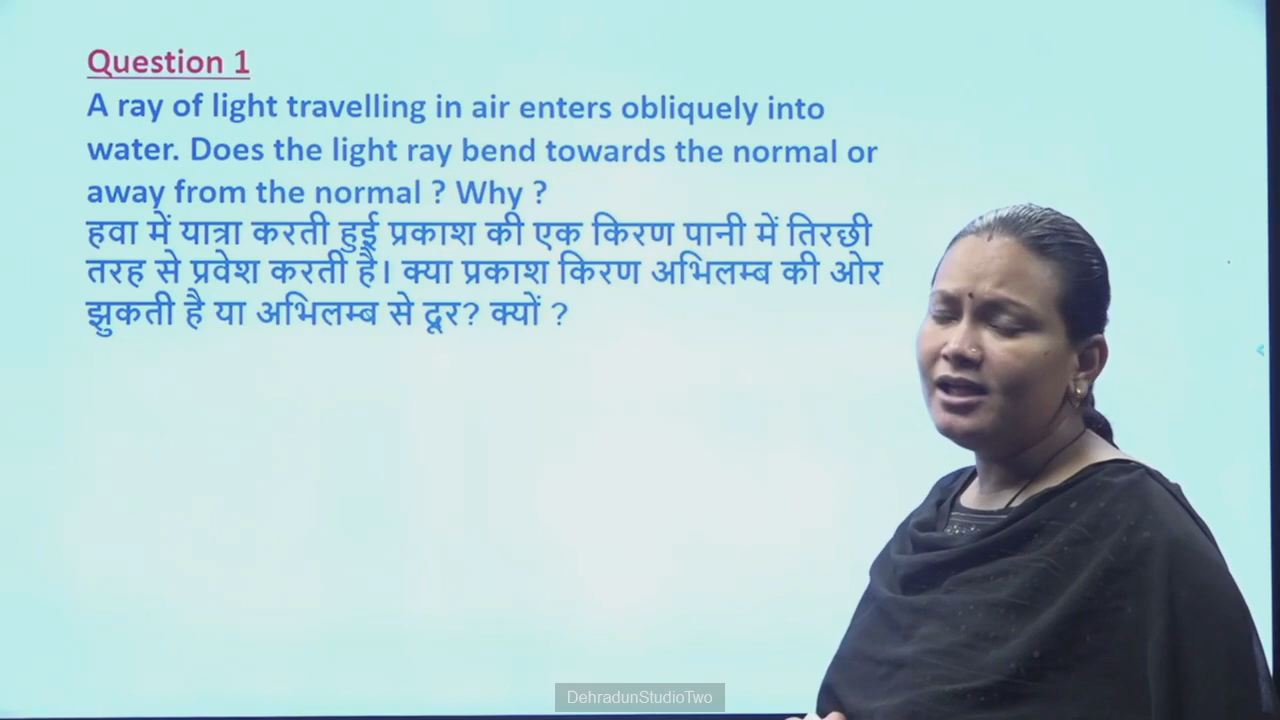 Question 1
A ray of light travelling in air enters obliquely into
water. Does the light ray bend towards the normal or
away from the normal ? Why ?
हवा में यात्रा करती हुई प्रकाश की एक किरण पानी में तिरछी
तरह से प्रवेश करती है। क्या प्रकाश किरण अभिलम्ब की ओर
झुकती है या अभिलम्ब से दूर? क्यों ?
DehradunStudioTwo